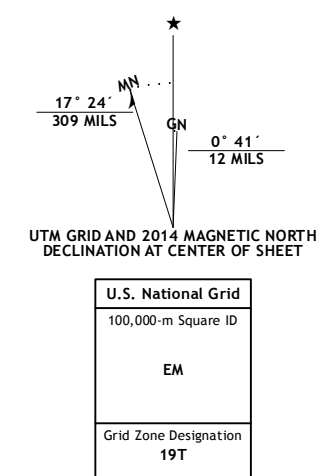 ★
MN
GN
17° 24´
309 MILS
0° 41´
12 MILS
UTM GRID AND 2014 MAGNETIC NORTH
DECLINATION AT CENTER OF SHEET
U.S. National Grid
100,000-m Square ID
EM
Grid Zone Designation
19T